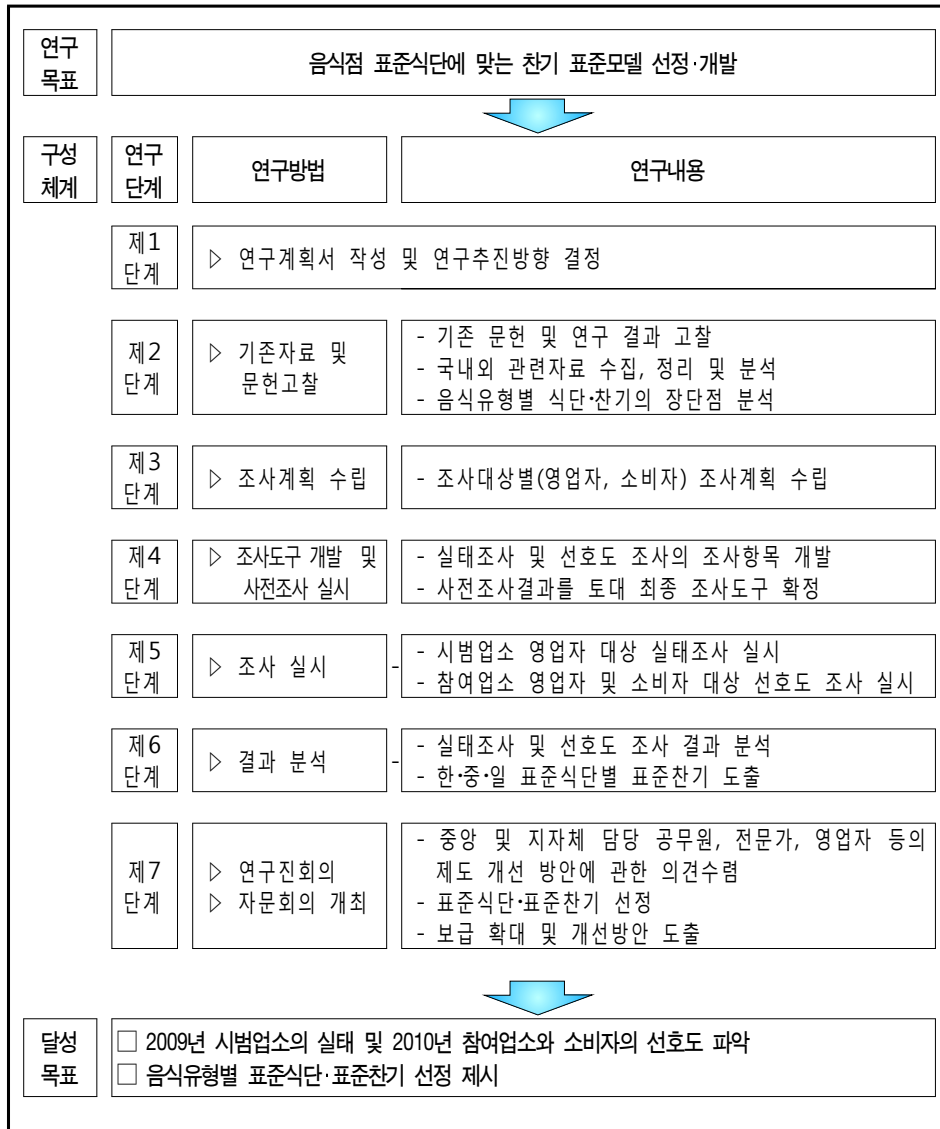 연구
목표
음식점 표준식단에 맞는 찬기 표준모델 선정·개발
구성
체계
연구
단계
연구방법
연구내용
제1
단계
▷ 연구계획서 작성 및 연구추진방향 결정
제2
단계
▷ 기존자료 및
문헌고찰
- 기존 문헌 및 연구 결과 고찰
- 국내외 관련자료 수집, 정리 및 분석
- 음식유형별 식단·찬기의 장단점 분석
제3
단계
▷ 조사계획 수립
- 조사대상별(영업자, 소비자) 조사계획 수립
제4
단계
▷ 조사도구 개발 및
사전조사 실시
- 실태조사 및 선호도 조사의 조사항목 개발
- 사전조사결과를 토대 최종 조사도구 확정
제5
단계
▷ 조사 실시
- 시범업소 영업자 대상 실태조사 실시
- 참여업소 영업자 및 소비자 대상 선호도 조사 실시
제6
단계
▷ 결과 분석
- 실태조사 및 선호도 조사 결과 분석
- 한·중·일 표준식단별 표준찬기 도출
제7
단계
▷ 연구진회의
▷ 자문회의 개최
- 중앙 및 지자체 담당 공무원, 전문가, 영업자 등의
제도 개선 방안에 관한 의견수렴
- 표준식단·표준찬기 선정
- 보급 확대 및 개선방안 도출
달성
목표
□ 2009년 시범업소의 실태 및 2010년 참여업소와 소비자의 선호도 파악
□ 음식유형별 표준식단·표준찬기 선정 제시